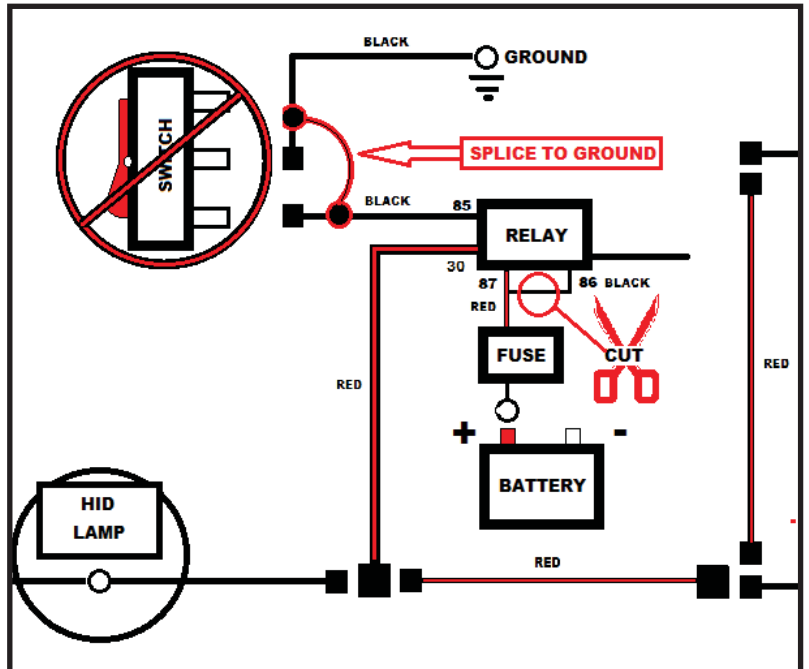 BLACK
GROUND
SWITCH
SPLICE TO GROUND
BLACK
85
RELAY
30
87
86 BLACK
RED
FUSE
CUT
RED
RED
+
-
BATTERY
HID
LAMP
RED